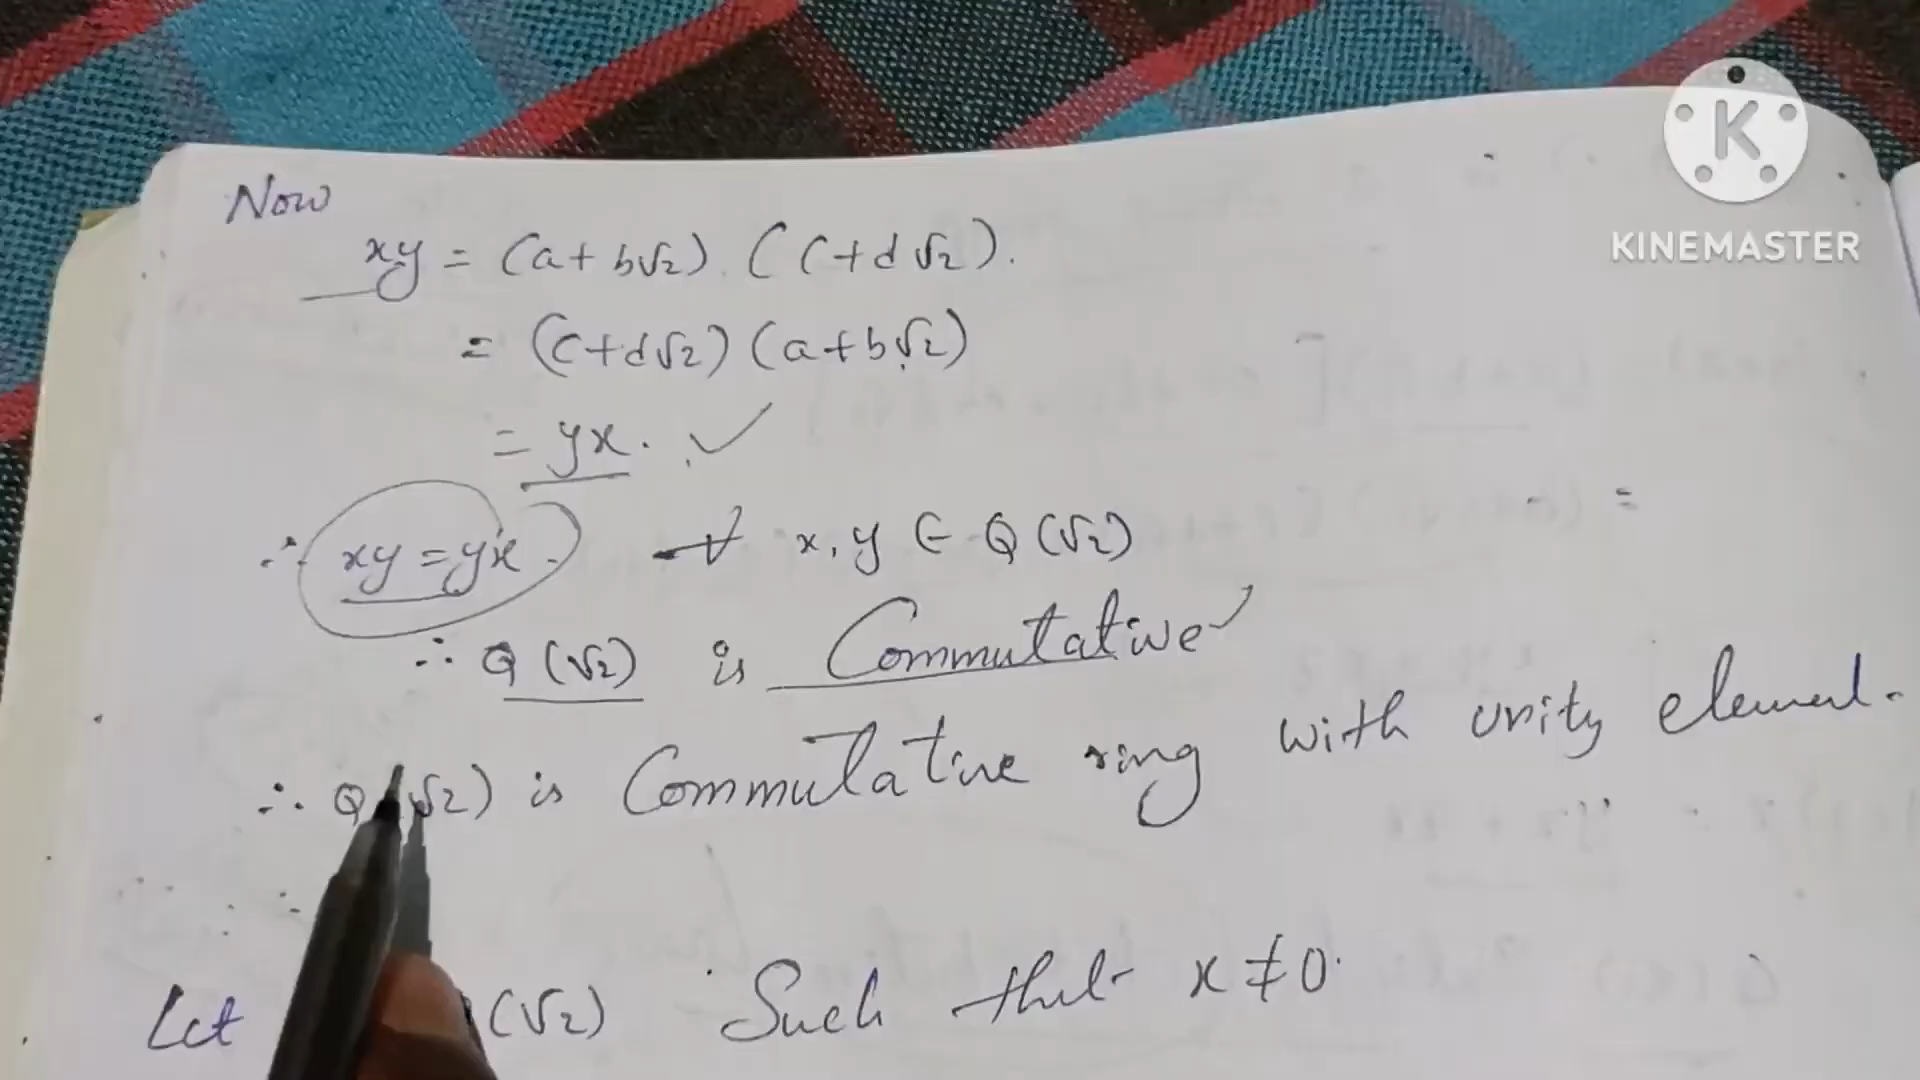 Now
xy = (a+b√2).(c+d√2).
= (c+d√2)(a+b√2)
= yx. ✓
∴ xy = yx. ∀ x, y ∈ Q(√2)
∴ Q(√2) is Commutative
∴ Q(√2) is Commutative ring with unity element.
Let (√2) Such that x ≠ 0.
K
KINEMASTER